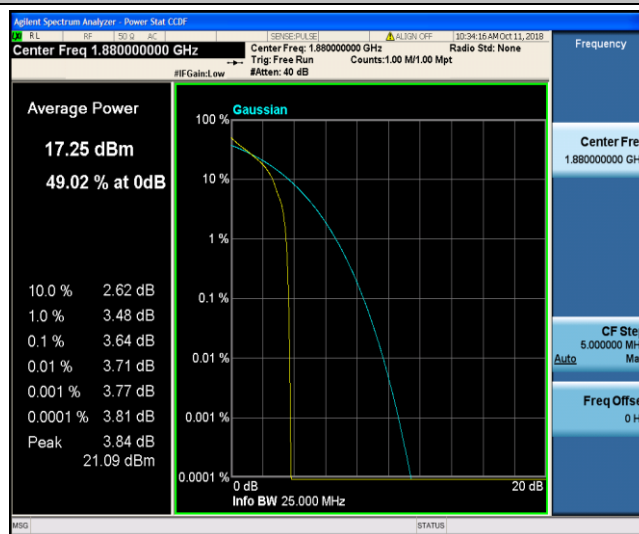 Agilent Spectrum Analyzer - Power Stat CCDF
RL RF 50 Ω AC SENSE:PULSE ALIGN OFF 10:34:16 AM Oct 11, 2018
Center Freq 1.880000000 GHz
Center Freq: 1.880000000 GHz Radio Std: None
Trig: Free Run Counts:1.00 M/1.00 Mpt
#IFGain:Low #Atten: 40 dB
Frequency
Average Power
17.25 dBm
49.02 % at 0dB
10.0 % 2.62 dB
1.0 % 3.48 dB
0.1 % 3.64 dB
0.01 % 3.71 dB
0.001 % 3.77 dB
0.0001 % 3.81 dB
Peak 3.84 dB
21.09 dBm
Gaussian
100 %
10 %
1 %
0.1 %
0.01 %
0.001 %
0.0001 %
0 dB 20 dB
Info BW 25.000 MHz
Center Fre
1.880000000 GH
CF Ste
5.000000 MH
Auto Ma
Freq Offse
0 H
MSG STATUS